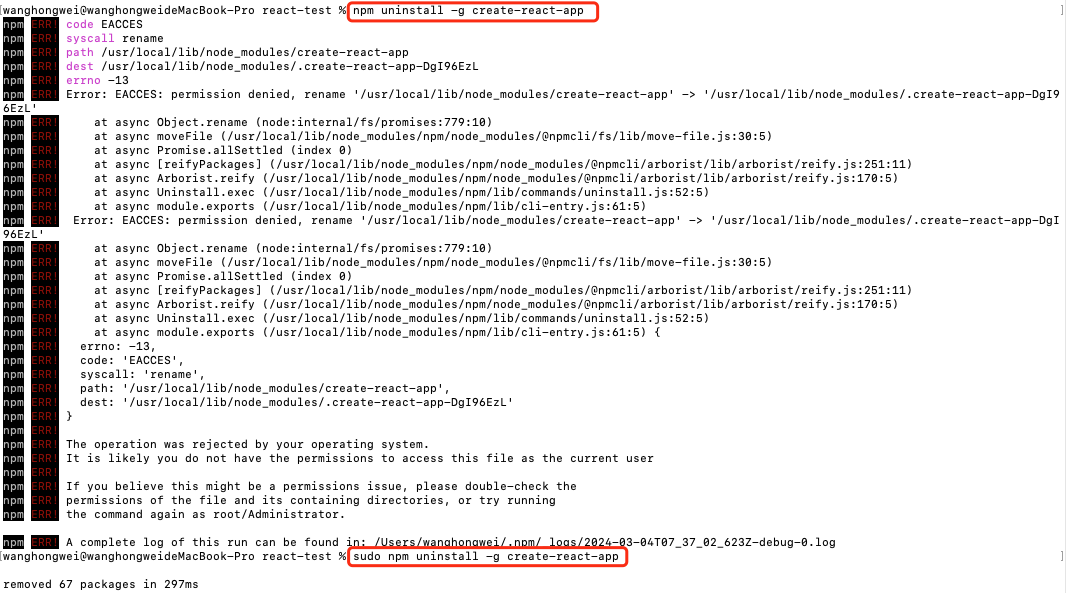 [wanghongwei@wanghongweideMacBook-Pro react-test % npm uninstall -g create-react-app ]
npm ERR! code EACCES
npm ERR! syscall rename
npm ERR! path /usr/local/lib/node_modules/create-react-app
npm ERR! dest /usr/local/lib/node_modules/.create-react-app-DgI96EzL
npm ERR! errno -13
npm ERR! Error: EACCES: permission denied, rename '/usr/local/lib/node_modules/create-react-app' -> '/usr/local/lib/node_modules/.create-react-app-DgI9
6EzL'
npm ERR!     at async Object.rename (node:internal/fs/promises:779:10)
npm ERR!     at async moveFile (/usr/local/lib/node_modules/npm/node_modules/@npmcli/fs/lib/move-file.js:30:5)
npm ERR!     at async Promise.allSettled (index 0)
npm ERR!     at async [reifyPackages] (/usr/local/lib/node_modules/npm/node_modules/@npmcli/arborist/lib/arborist/reify.js:251:11)
npm ERR!     at async Arborist.reify (/usr/local/lib/node_modules/npm/node_modules/@npmcli/arborist/lib/arborist/reify.js:170:5)
npm ERR!     at async Uninstall.exec (/usr/local/lib/node_modules/npm/lib/commands/uninstall.js:52:5)
npm ERR!     at async module.exports (/usr/local/lib/node_modules/npm/lib/cli-entry.js:61:5)
npm ERR!  Error: EACCES: permission denied, rename '/usr/local/lib/node_modules/create-react-app' -> '/usr/local/lib/node_modules/.create-react-app-DgI
96EzL'
npm ERR!     at async Object.rename (node:internal/fs/promises:779:10)
npm ERR!     at async moveFile (/usr/local/lib/node_modules/npm/node_modules/@npmcli/fs/lib/move-file.js:30:5)
npm ERR!     at async Promise.allSettled (index 0)
npm ERR!     at async [reifyPackages] (/usr/local/lib/node_modules/npm/node_modules/@npmcli/arborist/lib/arborist/reify.js:251:11)
npm ERR!     at async Arborist.reify (/usr/local/lib/node_modules/npm/node_modules/@npmcli/arborist/lib/arborist/reify.js:170:5)
npm ERR!     at async Uninstall.exec (/usr/local/lib/node_modules/npm/lib/commands/uninstall.js:52:5)
npm ERR!     at async module.exports (/usr/local/lib/node_modules/npm/lib/cli-entry.js:61:5) {
npm ERR!   errno: -13,
npm ERR!   code: 'EACCES',
npm ERR!   syscall: 'rename',
npm ERR!   path: '/usr/local/lib/node_modules/create-react-app',
npm ERR!   dest: '/usr/local/lib/node_modules/.create-react-app-DgI96EzL'
npm ERR! }
npm ERR!
npm ERR! The operation was rejected by your operating system.
npm ERR! It is likely you do not have the permissions to access this file as the current user
npm ERR!
npm ERR! If you believe this might be a permissions issue, please double-check the
npm ERR! permissions of the file and its containing directories, or try running
npm ERR! the command again as root/Administrator.

npm ERR! A complete log of this run can be found in: /Users/wanghongwei/.npm/_logs/2024-03-04T07_37_02_623Z-debug-0.log
[wanghongwei@wanghongweideMacBook-Pro react-test % sudo npm uninstall -g create-react-app ]

removed 67 packages in 297ms